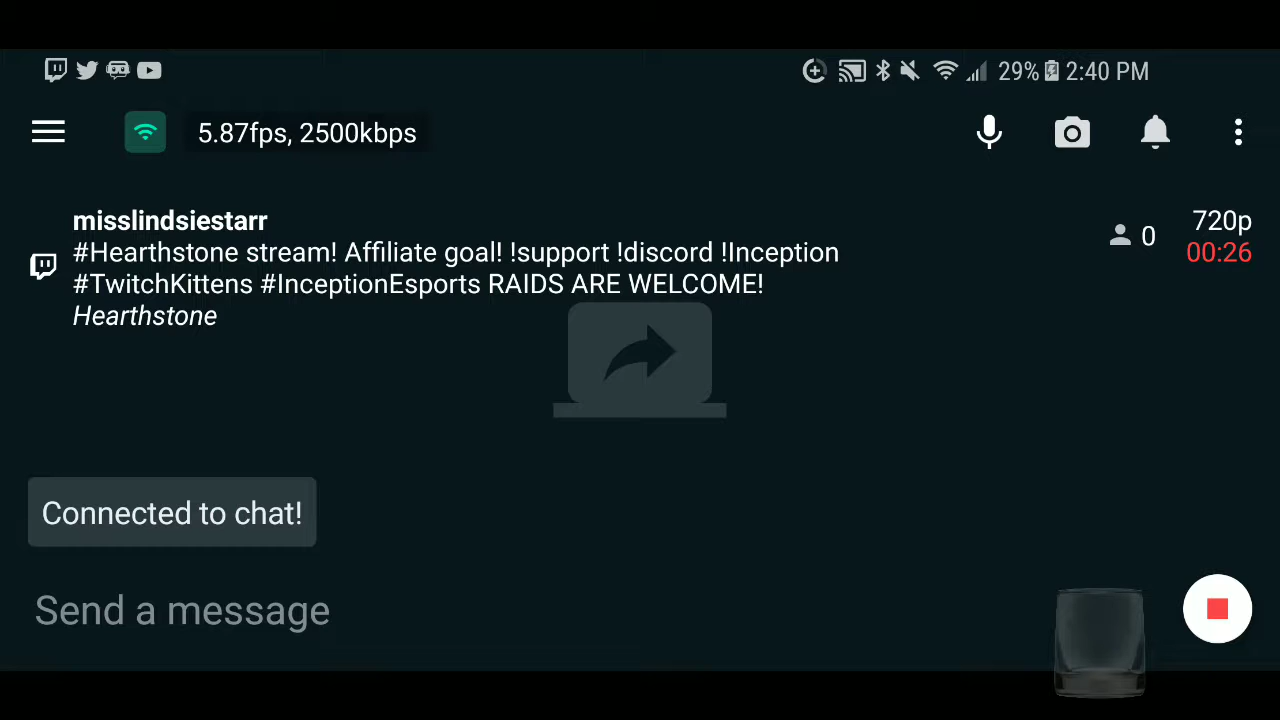 29% 2:40 PM
5.87fps, 2500kbps
misslindsiestarr
#Hearthstone stream! Affiliate goal! !support !discord !Inception
#TwitchKittens #InceptionEsports RAIDS ARE WELCOME!
Hearthstone
0
720p
00:26
Connected to chat!
Send a message